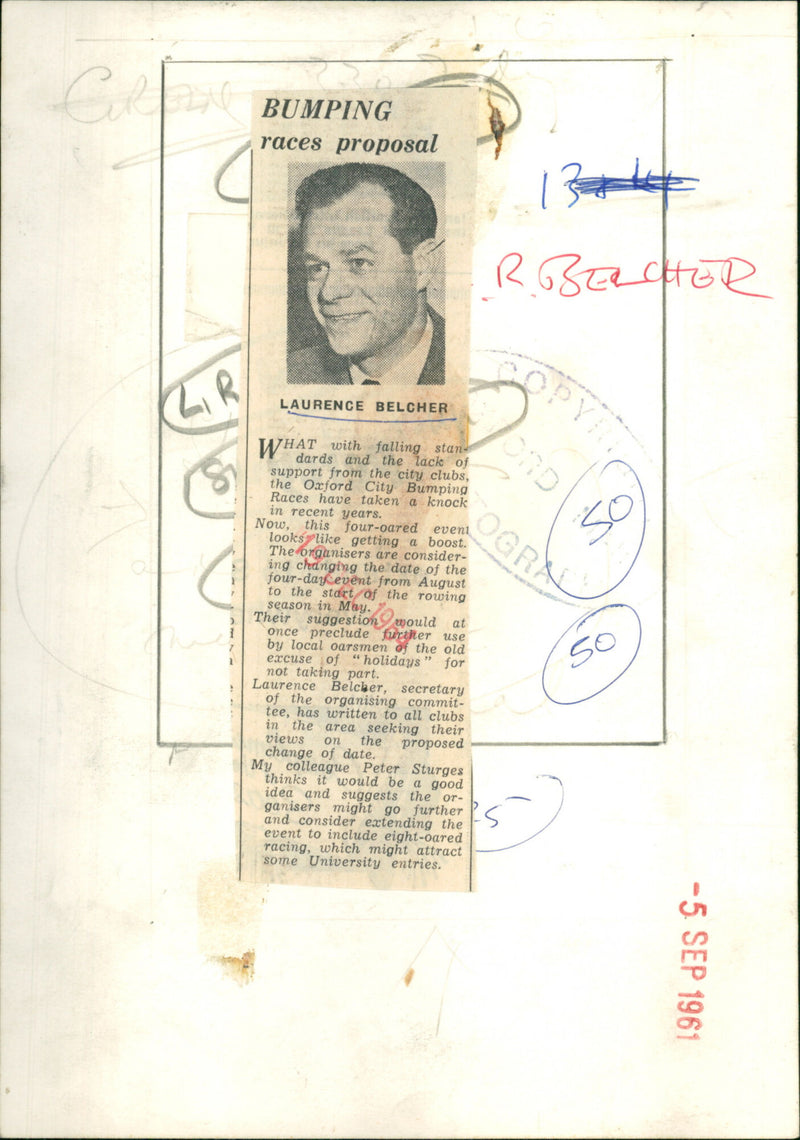 BUMPING
races proposal
13
R. BELCHER
LAURENCE BELCHER
L, R
COPYRI
ORD
TOGRA
50
50
WHAT with falling stan-
dards and the lack of
support from the city clubs,
the Oxford City Bumping
Races have taken a knock
in recent years.
Now, this four-oared event
looks like getting a boost.
The organisers are consider-
ing changing the date of the
four-day event from August
to the start of the rowing
season in May.
Their suggestion would at
once preclude further use
by local oarsmen of the old
excuse of "holidays" for
not taking part.
Laurence Belcher, secretary
of the organising commit-
tee, has written to all clubs
in the area seeking their
views on the proposed
change of date.
My colleague Peter Sturges
thinks it would be a good
idea and suggests the or-
ganisers might go further
and consider extending the
event to include eight-oared
racing, which might attract
some University entries.
DEC 1964
-5 SEP 1961